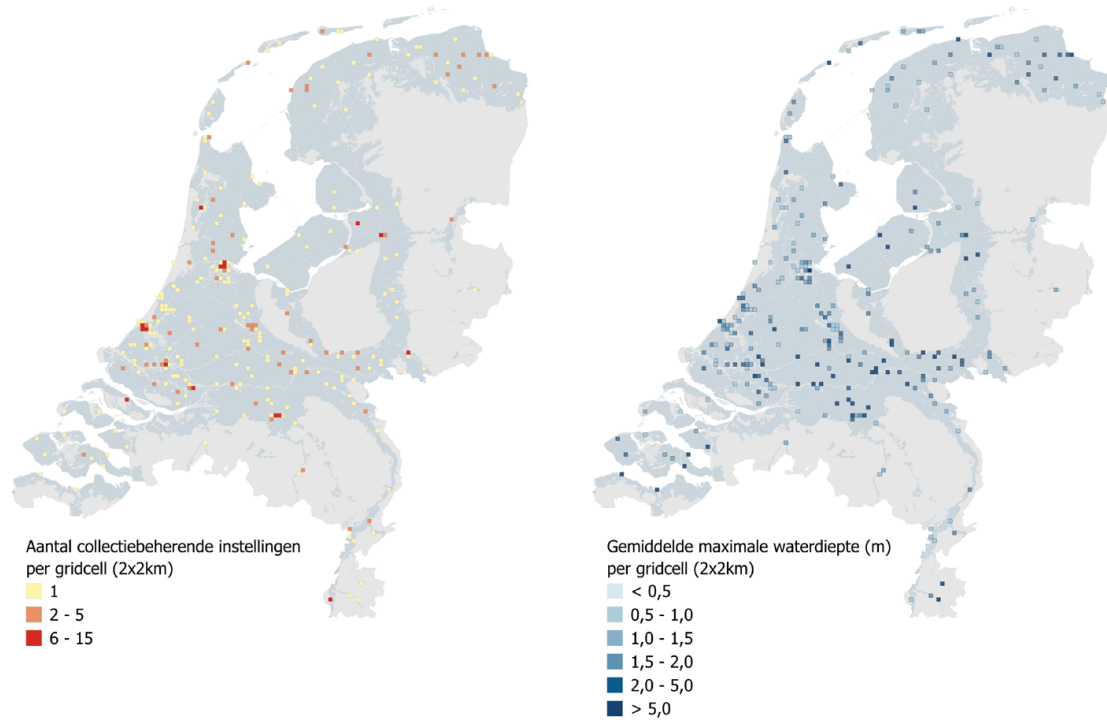 Aantal collectiebeherende instellingen
per gridcell (2x2km)
1
2 - 5
6 - 15
Gemiddelde maximale waterdiepte (m)
per gridcell (2x2km)
< 0,5
0,5 - 1,0
1,0 - 1,5
1,5 - 2,0
2,0 - 5,0
> 5,0